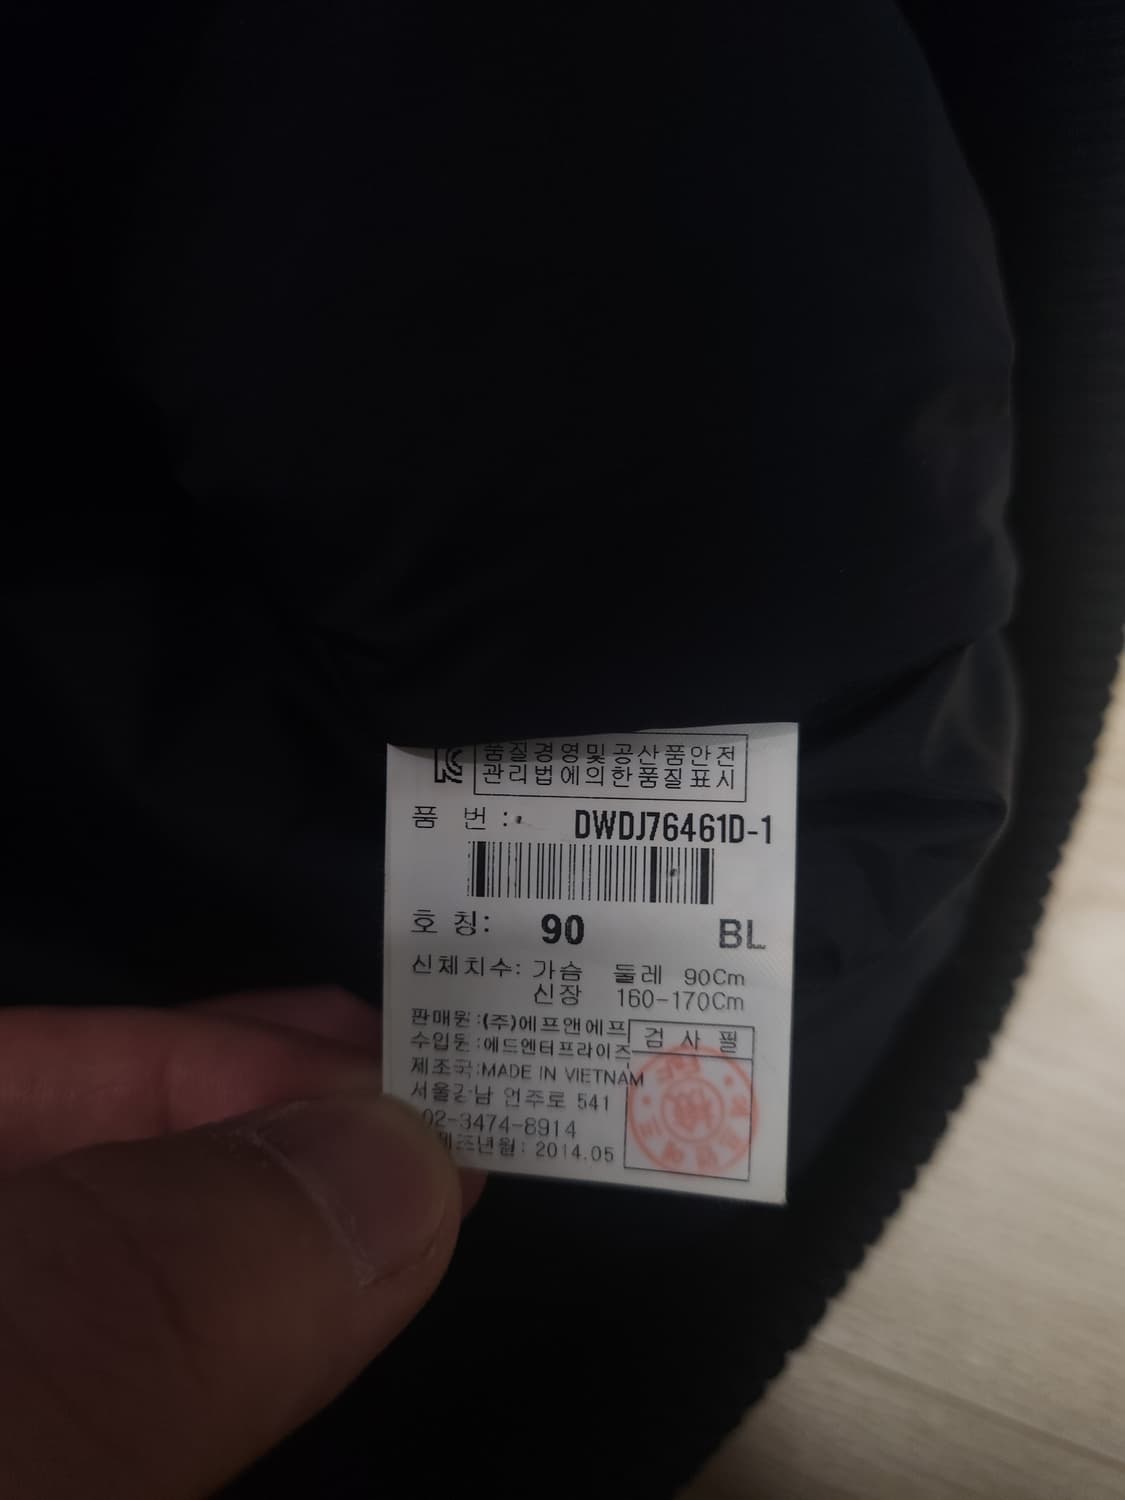 품질경영및공산품안전
관리법에의한품질표시
품 번 : DWDJ76461D-1
호 칭: 90 BL
신체치수: 가슴 둘레 90Cm
신장 160-170Cm
판매원:(주)에프앤에프
검 사 필
수입원:에드엔터프라이즈
제조국:MADE IN VIETNAM
서울강남 언주로 541
02-3474-8914
제조년월: 2014.05